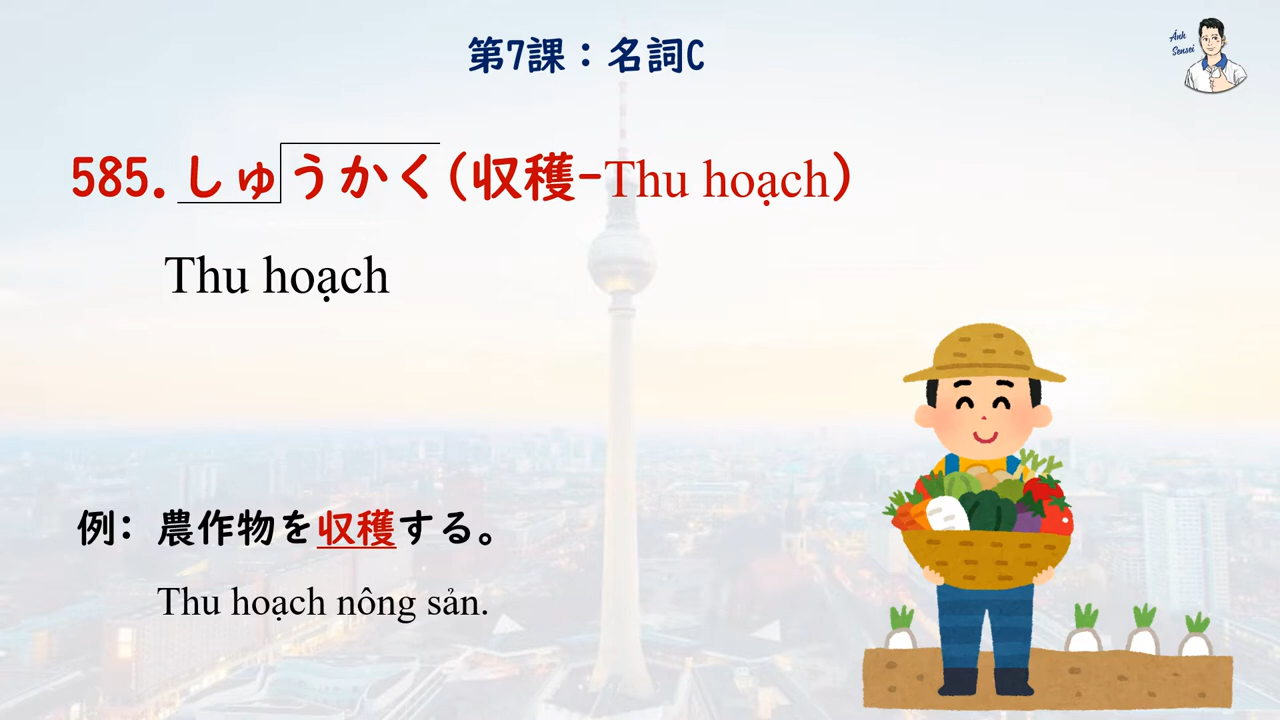 第7課：名詞C
Ánh
Sensei
585.しゅうかく(収穫-Thu hoạch)
Thu hoạch
例: 農作物を収穫する。
Thu hoạch nông sản.